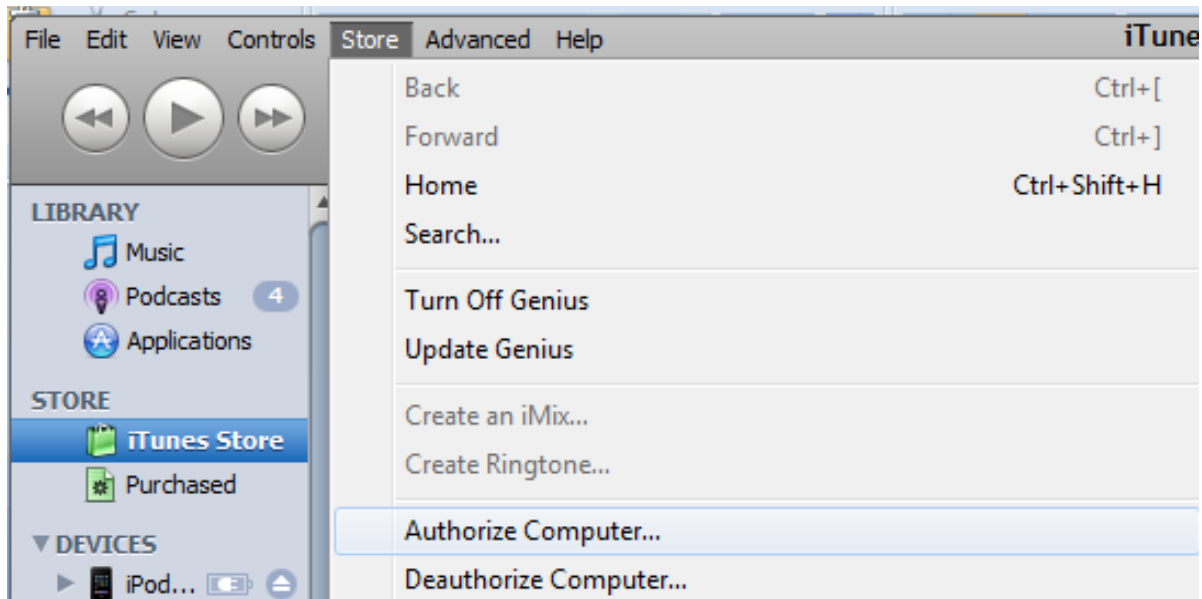 File Edit View Controls Store Advanced Help iTune
Back Ctrl+[
Forward Ctrl+]
Home Ctrl+Shift+H
Search...
Turn Off Genius
Update Genius
Create an iMix...
Create Ringtone...
Authorize Computer...
Deauthorize Computer...
LIBRARY
Music
Podcasts 4
Applications
STORE
iTunes Store
Purchased
DEVICES
iPod...